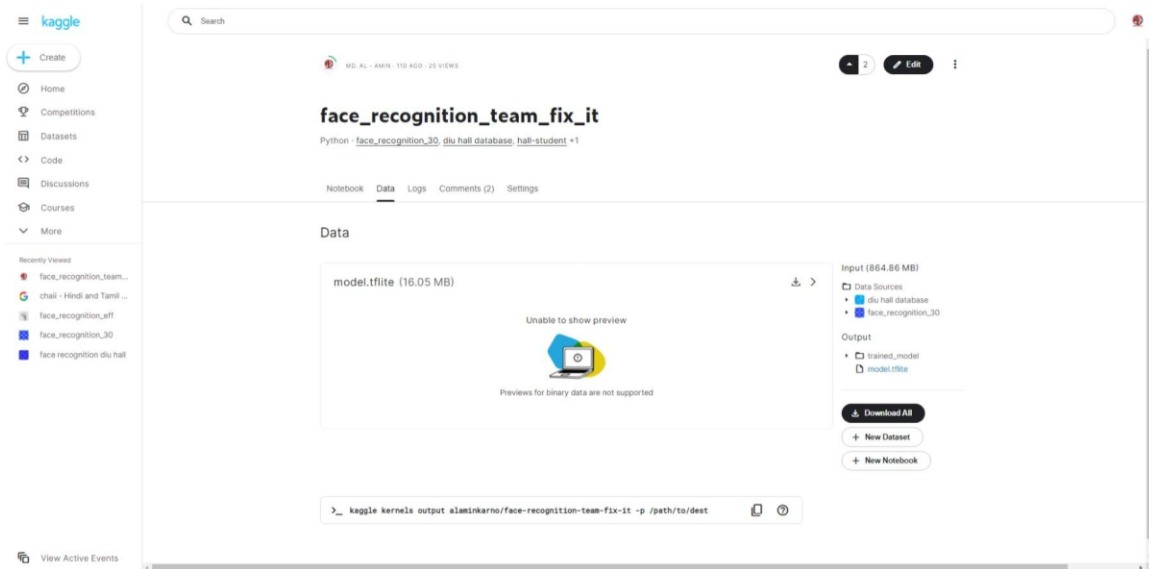 kaggle
Search
Create
Home
Competitions
Datasets
Code
Discussions
Courses
More
Recently Viewed
face_recognition_team...
chaii - Hindi and Tamil ...
face_recognition_eff
face_recognition_30
face recognition diu hall
View Active Events
MD. AL - AMIN · 11D AGO · 25 VIEWS
2
Edit
face_recognition_team_fix_it
Python · face_recognition_30, diu hall database, hall-student +1
Notebook Data Logs Comments (2) Settings
Data
model.tflite (16.05 MB)
Unable to show preview
Previews for binary data are not supported
Input (864.86 MB)
Data Sources
diu hall database
face_recognition_30
Output
trained_model
model.tflite
Download All
+ New Dataset
+ New Notebook
>_ kaggle kernels output alaminkarno/face-recognition-team-fix-it -p /path/to/dest